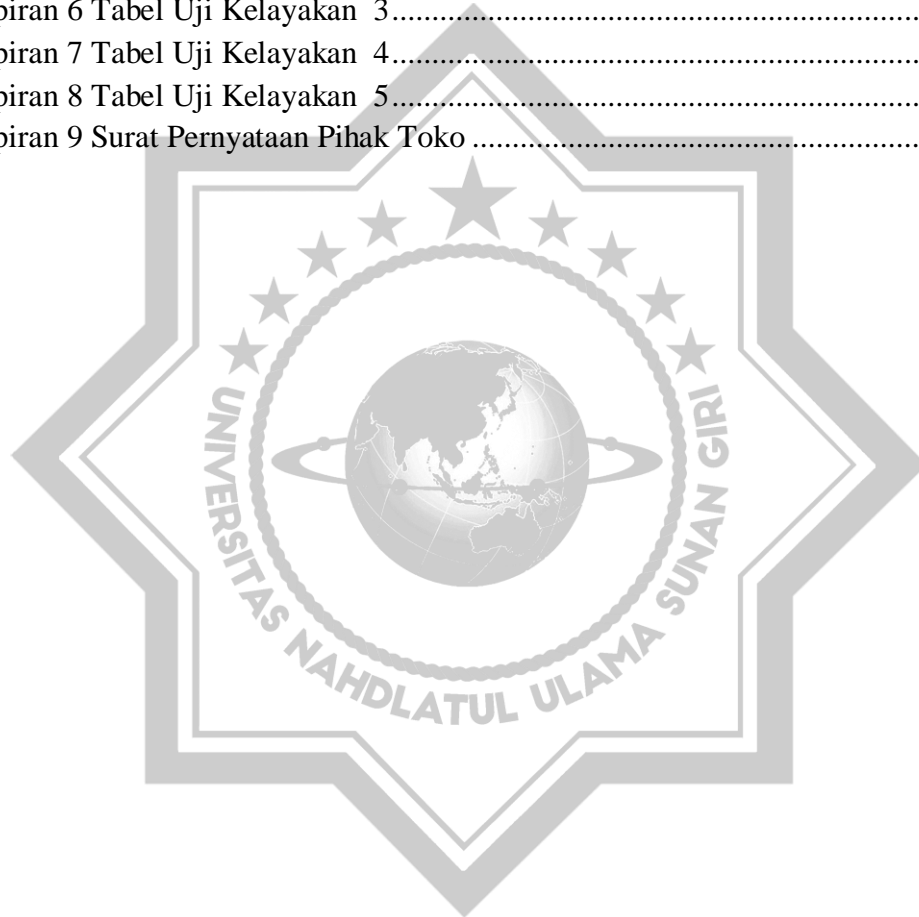 piran 6 Tabel Uji Kelayakan 3................................................................
piran 7 Tabel Uji Kelayakan 4................................................................
piran 8 Tabel Uji Kelayakan 5................................................................
piran 9 Surat Pernyataan Pihak Toko ......................................................
UNIVERSITAS NAHDLATUL ULAMA SUNAN GIRI